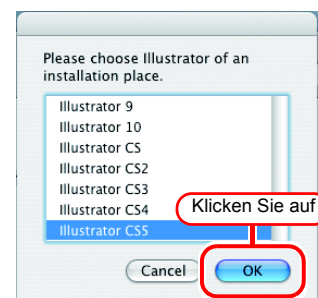 Please choose Illustrator of an
installation place.
Illustrator 9
Illustrator 10
Illustrator CS
Illustrator CS2
Illustrator CS3
Illustrator CS4
Klicken Sie auf
Illustrator CS5
Cancel
OK